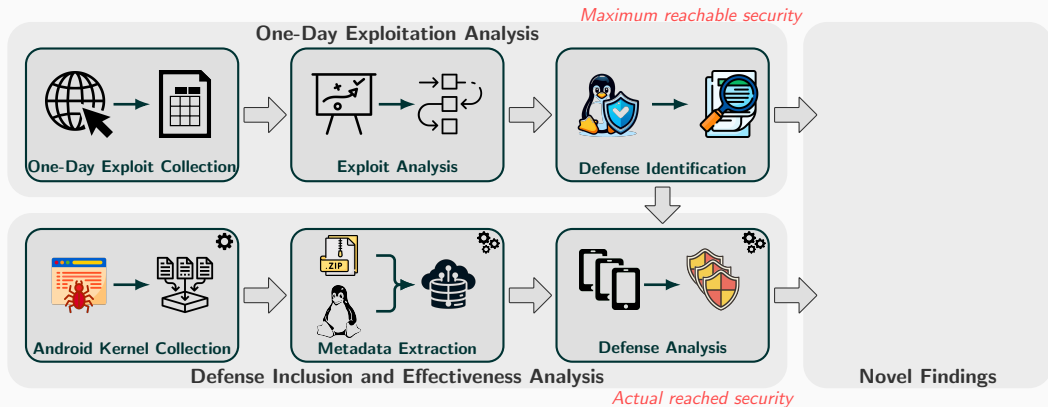 Maximum reachable security
One-Day Exploitation Analysis
One-Day Exploit Collection
Exploit Analysis
Defense Identification
.ZIP
Android Kernel Collection
Metadata Extraction
Defense Analysis
Defense Inclusion and Effectiveness Analysis
Novel Findings
Actual reached security